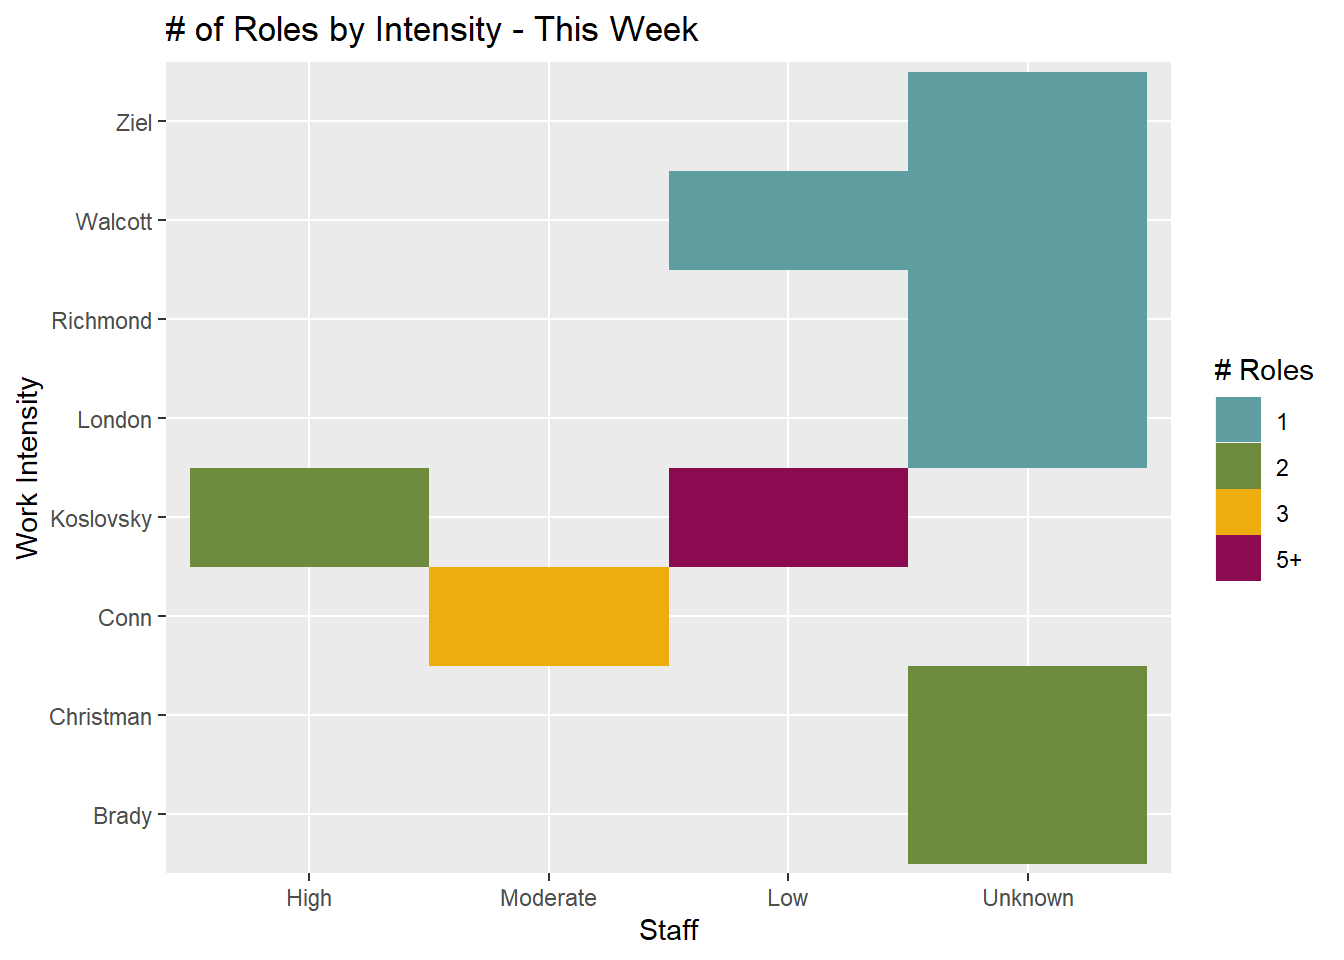 # of Roles by Intensity - This Week
Work Intensity
Ziel
Walcott
Richmond
London
Koslovsky
Conn
Christman
Brady
High Moderate Low Unknown
Staff
# Roles
1
2
3
5+